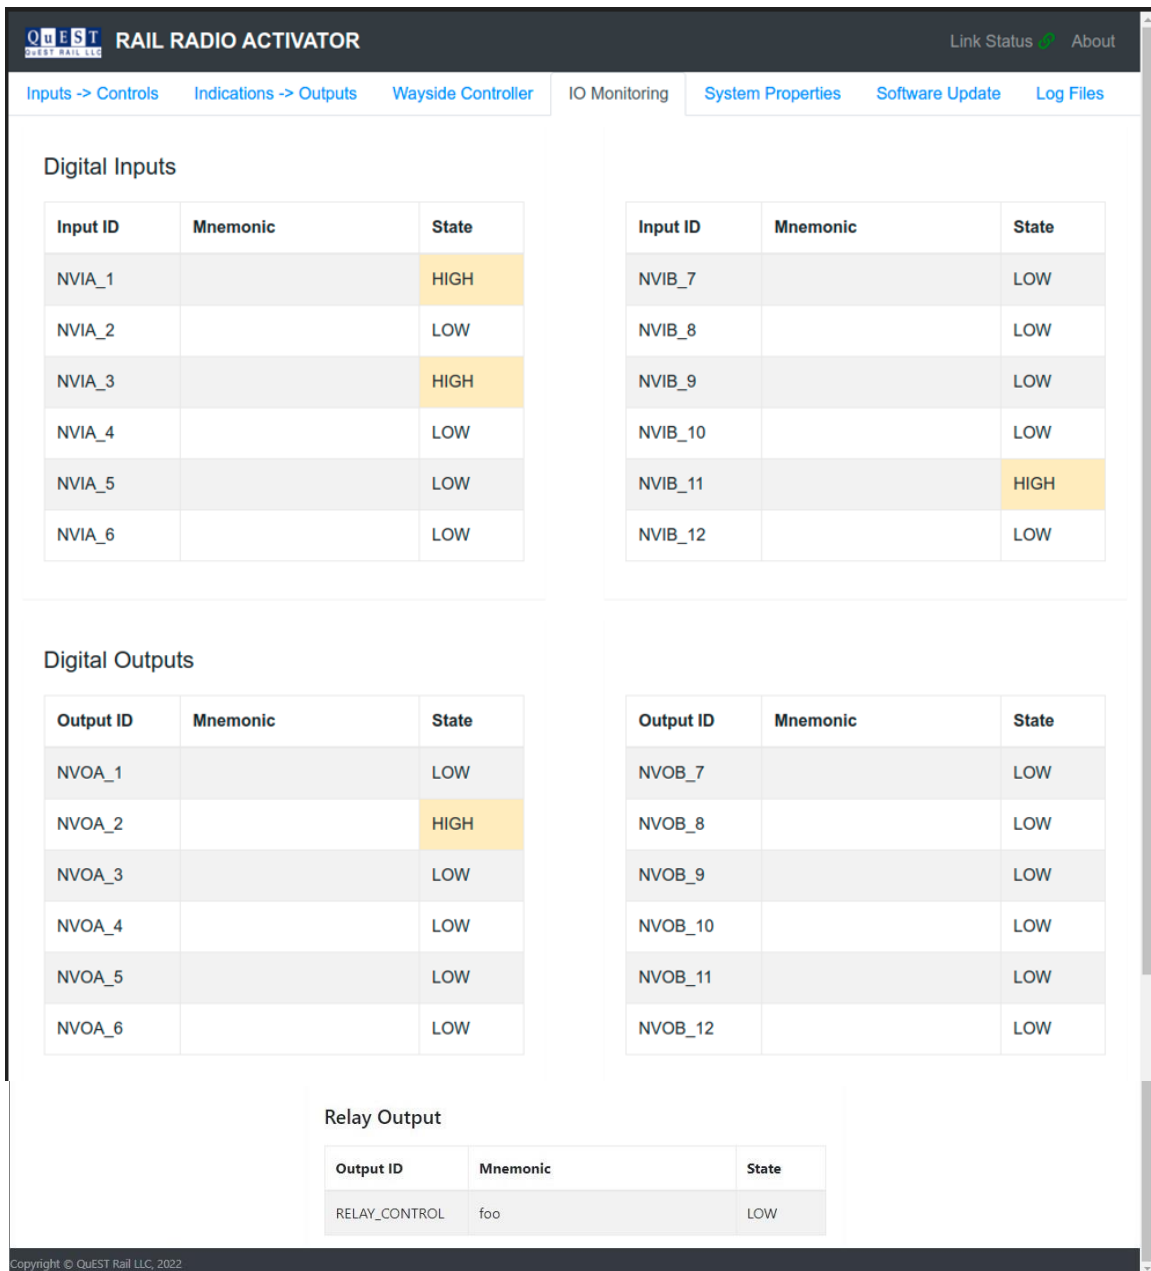 QuEST
QuEST RAIL LLC
RAIL RADIO ACTIVATOR
Link Status
About
Inputs -> Controls
Indications -> Outputs
Wayside Controller
IO Monitoring
System Properties
Software Update
Log Files
Digital Inputs
Input ID Mnemonic State
NVIA_1 HIGH
NVIA_2 LOW
NVIA_3 HIGH
NVIA_4 LOW
NVIA_5 LOW
NVIA_6 LOW
Input ID Mnemonic State
NVIB_7 LOW
NVIB_8 LOW
NVIB_9 LOW
NVIB_10 LOW
NVIB_11 HIGH
NVIB_12 LOW
Digital Outputs
Output ID Mnemonic State
NVOA_1 LOW
NVOA_2 HIGH
NVOA_3 LOW
NVOA_4 LOW
NVOA_5 LOW
NVOA_6 LOW
Output ID Mnemonic State
NVOB_7 LOW
NVOB_8 LOW
NVOB_9 LOW
NVOB_10 LOW
NVOB_11 LOW
NVOB_12 LOW
Relay Output
Output ID Mnemonic State
RELAY_CONTROL foo LOW
Copyright © QuEST Rail LLC, 2022